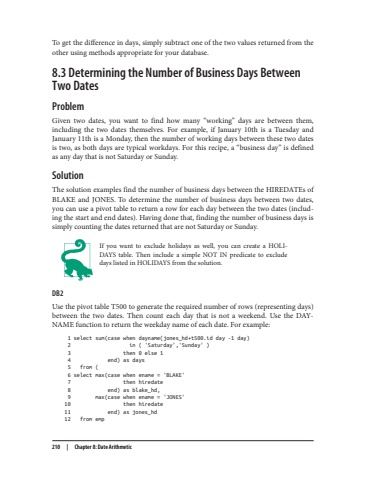 To get the difference in days, simply subtract one of the two values returned from the
other using methods appropriate for your database.
8.3 Determining the Number of Business Days Between
Two Dates
Problem
Given two dates, you want to find how many “working” days are between them,
including the two dates themselves. For example, if January 10th is a Tuesday and
January 11th is a Monday, then the number of working days between these two dates
is two, as both days are typical workdays. For this recipe, a “business day” is defined
as any day that is not Saturday or Sunday.
Solution
The solution examples find the number of business days between the HIREDATEs of
BLAKE and JONES. To determine the number of business days between two dates,
you can use a pivot table to return a row for each day between the two dates (includ-
ing the start and end dates). Having done that, finding the number of business days is
simply counting the dates returned that are not Saturday or Sunday.
If you want to exclude holidays as well, you can create a HOLI-
DAYS table. Then include a simple NOT IN predicate to exclude
days listed in HOLIDAYS from the solution.
DB2
Use the pivot table T500 to generate the required number of rows (representing days)
between the two dates. Then count each day that is not a weekend. Use the DAY-
NAME function to return the weekday name of each date. For example:
1 select sum(case when dayname(jones_hd+t500.id day -1 day)
2 in ( 'Saturday','Sunday' )
3 then 0 else 1
4 end) as days
5 from (
6 select max(case when ename = 'BLAKE'
7 then hiredate
8 end) as blake_hd,
9 max(case when ename = 'JONES'
10 then hiredate
11 end) as jones_hd
12 from emp
210 | Chapter 8: Date Arithmetic